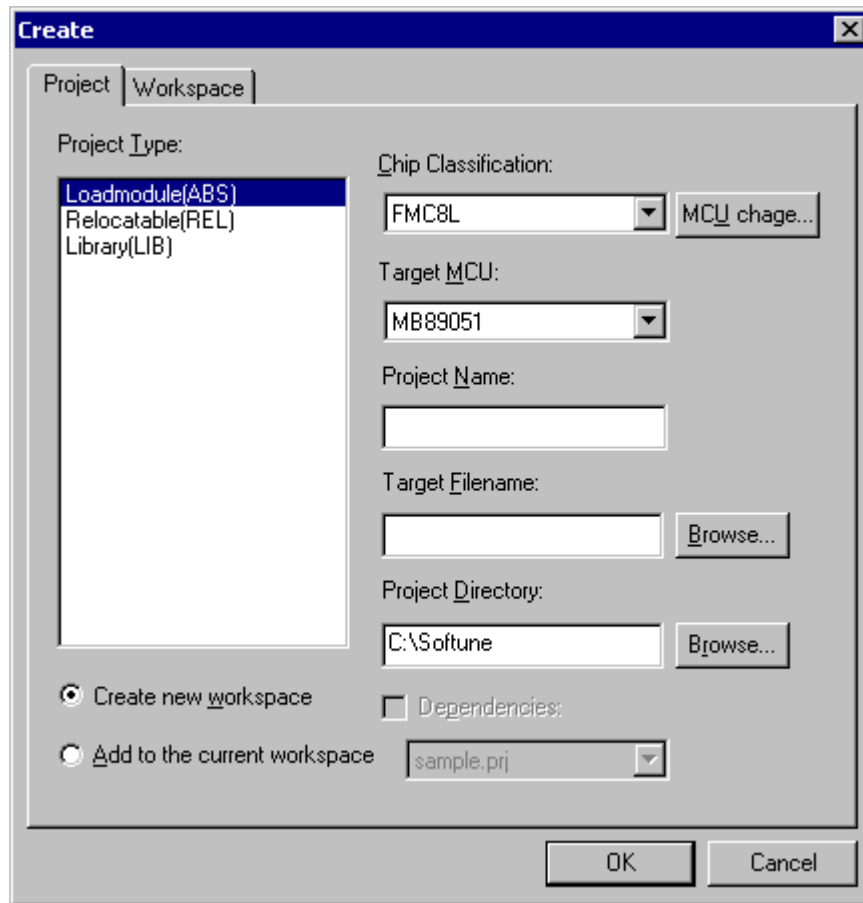 Create
Project
Workspace
Project Type:
Loadmodule(ABS)
Relocatable(REL)
Library(LIB)
Chip Classification:
FMC8L
MCU chage...
Target MCU:
MB89051
Project Name:
Target Filename:
Browse...
Project Directory:
C:\Softune
Browse...
Create new workspace
Add to the current workspace
Dependencies:
sample.prj
OK
Cancel